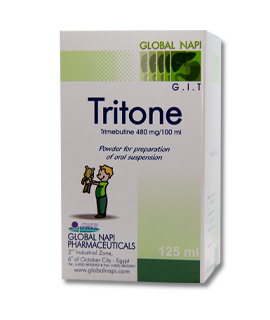 GLOBAL NAPI
G.I.T
Tritone
Trimebutine 480 mg/100 ml
Powder for preparation
of oral suspension
GLOBAL NAPI
PHARMACEUTICALS
2nd Industrial Zone,
6th of October City - Egypt
www.globalnapi.com
125 ml